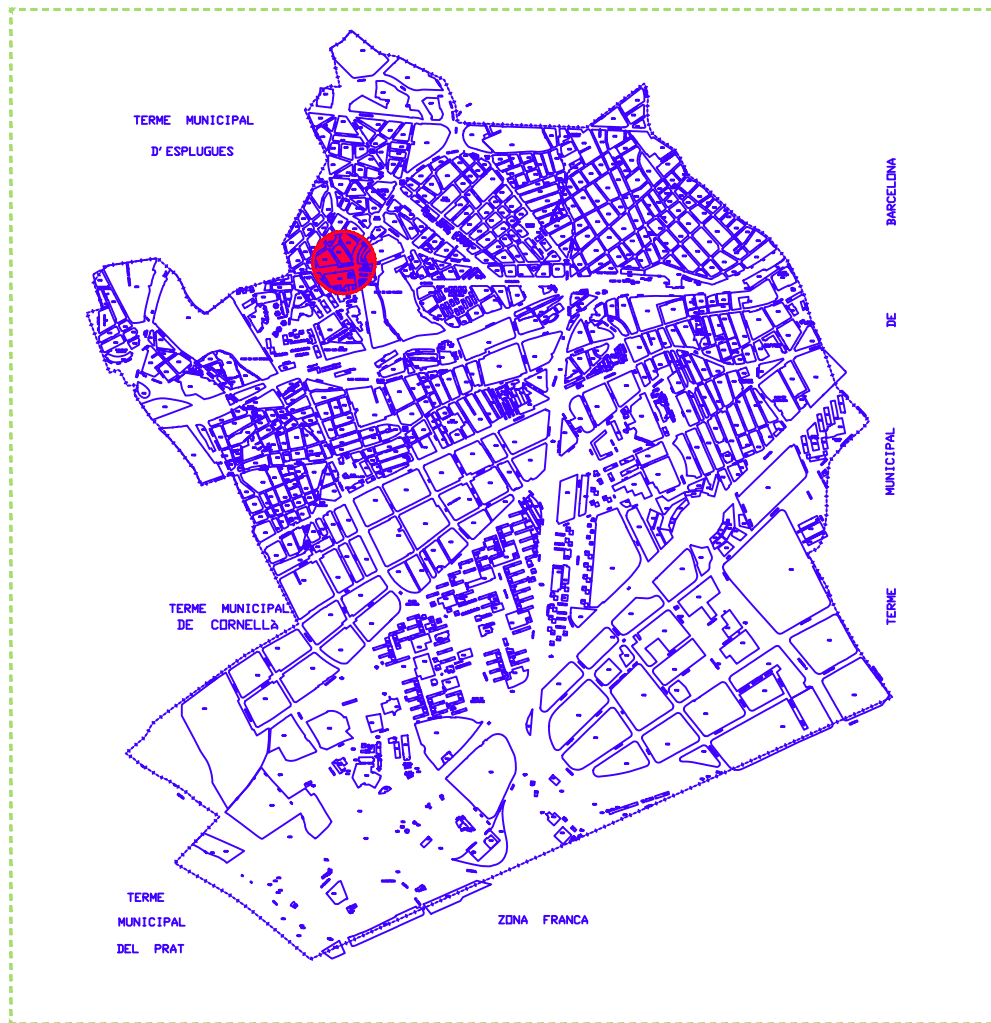 TERME MUNICIPAL
D'ESPLUGUES
BARCELONA
DE
MUNICIPAL
TERME
TERME MUNICIPAL
DE CORNELLÀ
TERME
MUNICIPAL
DEL PRAT
ZONA FRANCA